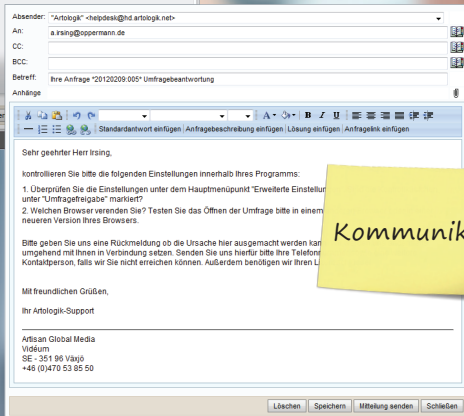 Absender: "Artologik" <helpdesk@hd.artologik.net>
An: a.irsing@oppermann.de
CC:
BCC:
Betreff: Ihre Anfrage *20120209:005* Umfragebeantwortung
Anhänge
A B I U
Standardantwort einfügen Anfragebeschreibung einfügen Lösung einfügen Anfragelink einfügen
Sehr geehrter Herr Irsing,
kontrollieren Sie bitte die folgenden Einstellungen innerhalb Ihres Programms:
1. Überprüfen Sie die Einstellungen unter dem Hauptmenüpunkt "Erweiterte Einstellur
unter "Umfragefreigabe" markiert?
2. Welchen Browser verenden Sie? Testen Sie das Öffnen der Umfrage bitte in einem
neueren Version Ihres Browsers.
Kommunik
Bitte geben Sie uns eine Rückmeldung ob die Ursache hier ausgemacht werden kan
umgehend mit Ihnen in Verbindung setzen. Senden Sie uns hierfür bitte Ihre Telefonr
Kontaktperson, falls wir Sie nicht erreichen können. Außerdem benötigen wir Ihren L
Mit freundlichen Grüßen,
Ihr Artologik-Support
Artisan Global Media
Vidéum
SE - 351 96 Växjö
+46 (0)470 53 85 50
Löschen Speichern Mitteilung senden Schließen